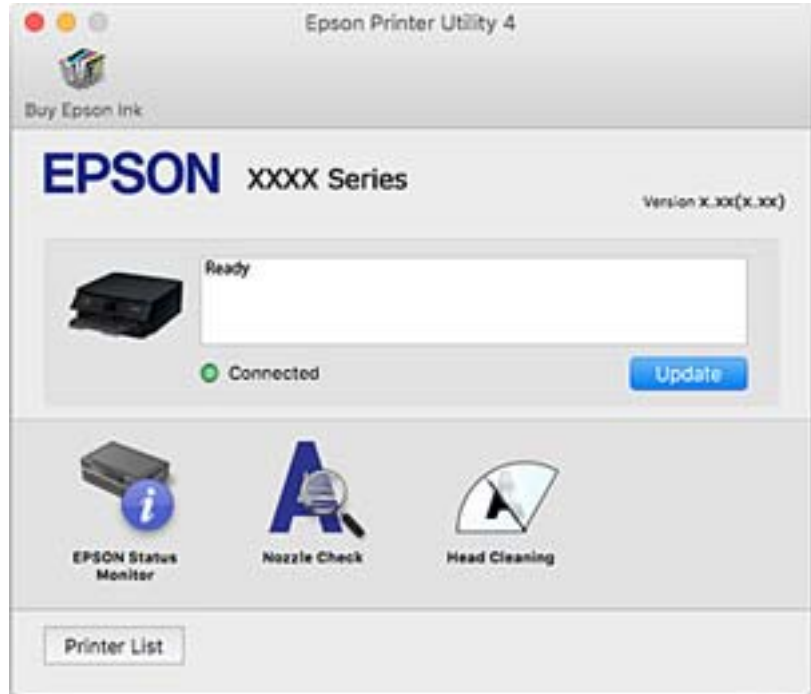 Epson Printer Utility 4
Buy Epson Ink
EPSON XXXX Series
Version x.xx(x.xx)
Ready
Connected
Update
EPSON Status
Monitor
Nozzle Check
Head Cleaning
Printer List